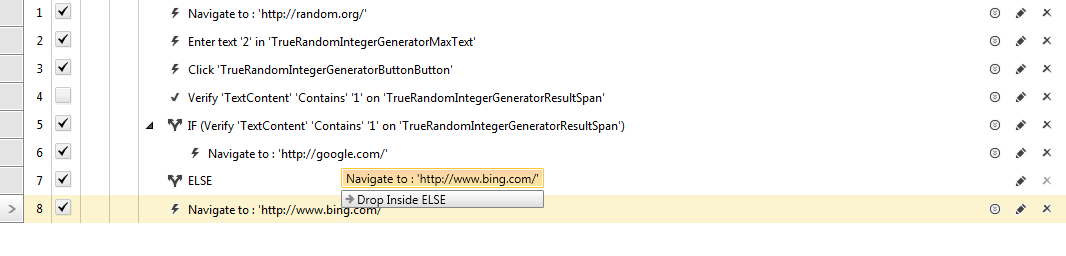 1 Navigate to : 'http://random.org/'
2 Enter text '2' in 'TrueRandomIntegerGeneratorMaxText'
3 Click 'TrueRandomIntegerGeneratorButtonButton'
4 Verify 'TextContent' 'Contains' '1' on 'TrueRandomIntegerGeneratorResultSpan'
5 IF (Verify 'TextContent' 'Contains' '1' on 'TrueRandomIntegerGeneratorResultSpan')
6 Navigate to : 'http://google.com/'
7 ELSE
Navigate to : 'http://www.bing.com/'
Drop Inside ELSE
8 Navigate to : 'http://www.bing.com/'